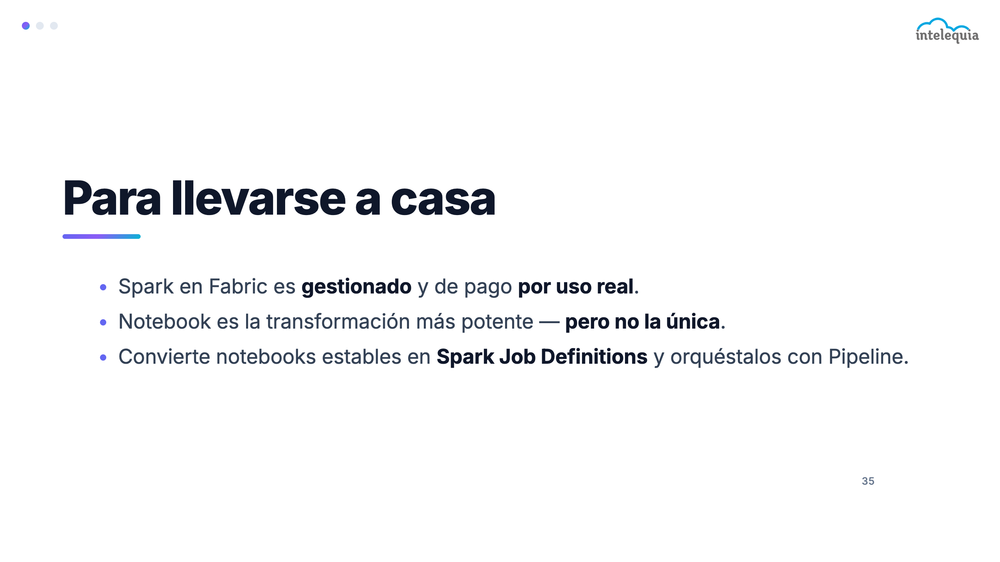 intelequia
Para llevarse a casa
Spark en Fabric es gestionado y de pago por uso real.
Notebook es la transformación más potente — pero no la única.
Convierte notebooks estables en Spark Job Definitions y orquéstalos con Pipeline.
35